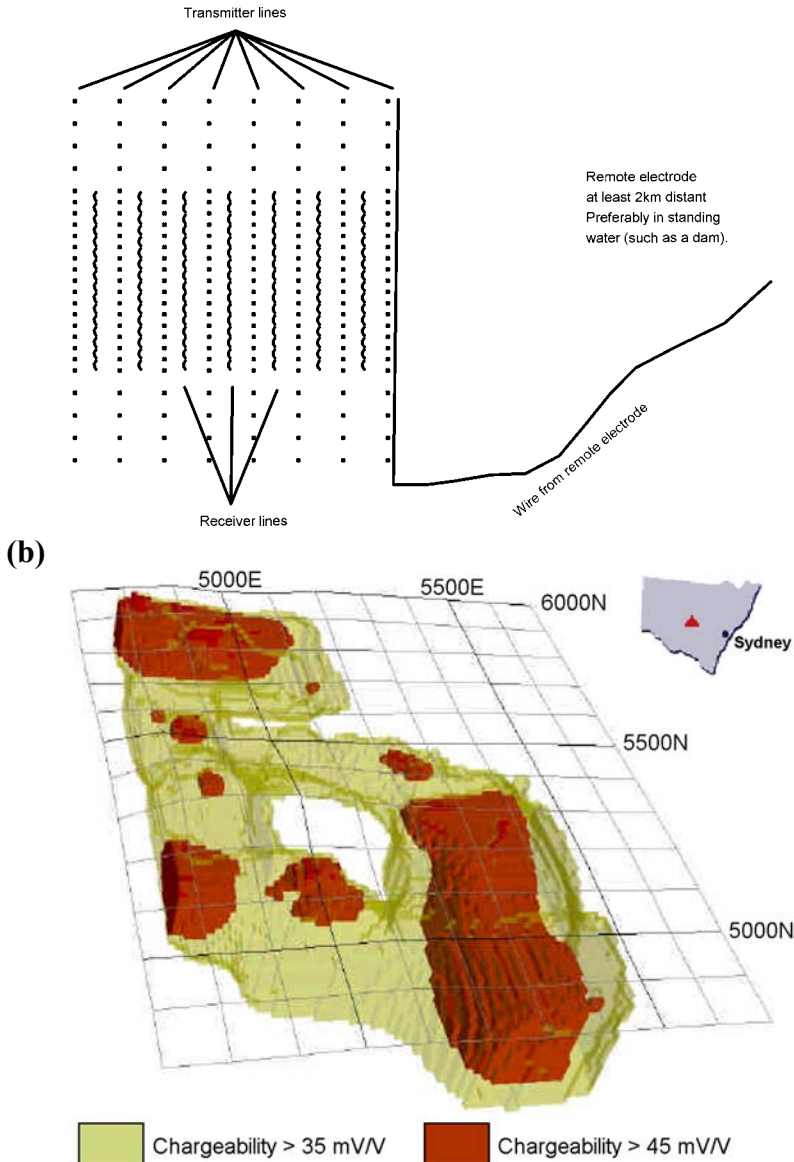 Transmitter lines
Remote electrode
at least 2km distant
Preferably in standing
water (such as a dam).
Wire from remote electrode
Receiver lines
(b)
5000E
5500E
6000N
Sydney
5500N
5000N
Chargeability > 35 mV/V
Chargeability > 45 mV/V